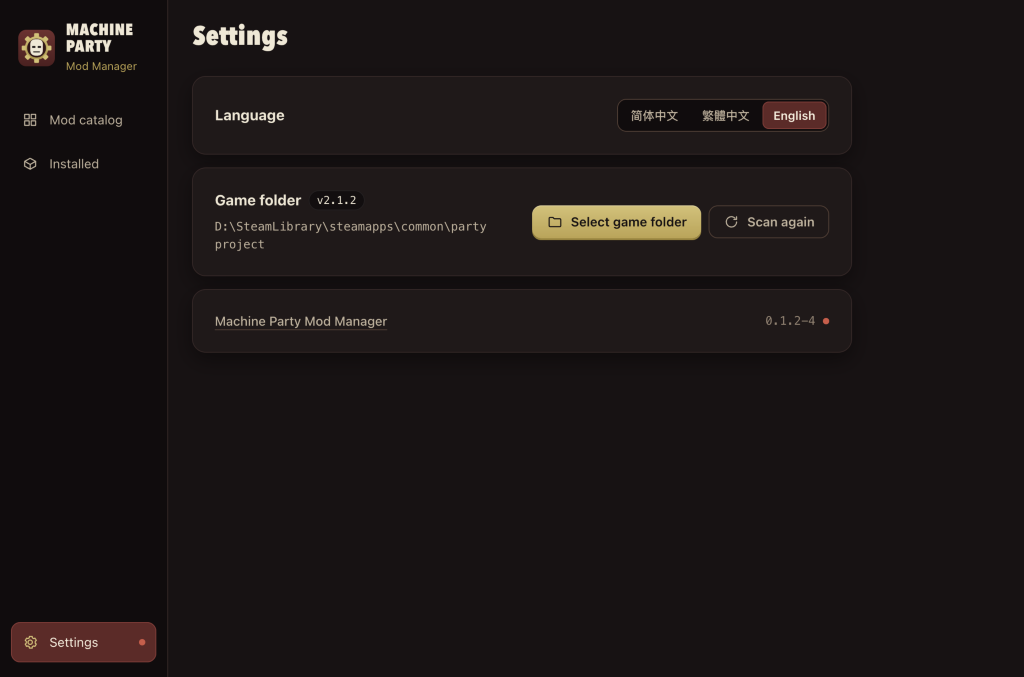 MACHINE
PARTY
Mod Manager
Mod catalog
Installed
Settings
Settings
Language
简体中文
繁體中文
English
Game folder
v2.1.2
D:\SteamLibrary\steamapps\common\party
project
Select game folder
Scan again
Machine Party Mod Manager
0.1.2-4